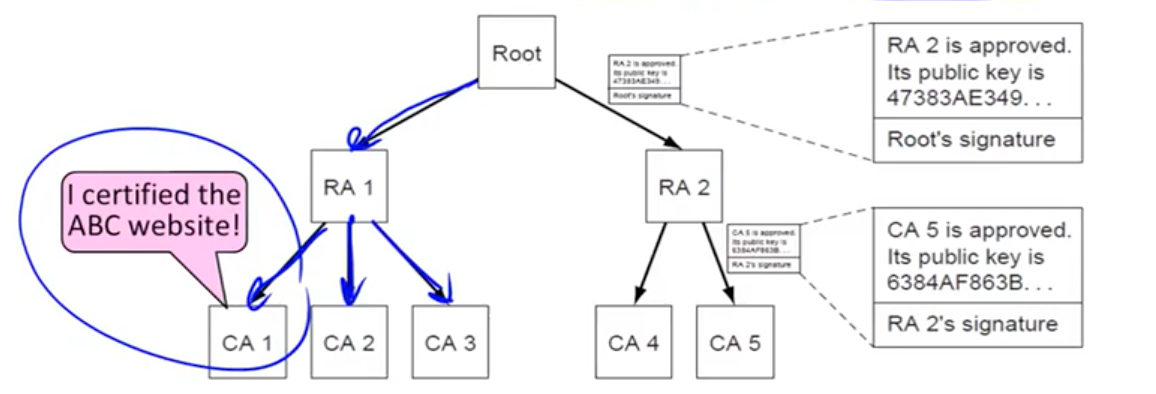 Root
RA 2 is approved.
Its public key is
47383AE349...
Root's signature
RA 2 is approved.
Its public key is
47383AE349. . .
Root's signature
RA 1
RA 2
I certified the
ABC website!
CA 5 is approved.
Its public key is
6384AF863B...
RA 2's signature
CA 5 is approved.
Its public key is
6384AF863B. . .
RA 2's signature
CA 1
CA 2
CA 3
CA 4
CA 5